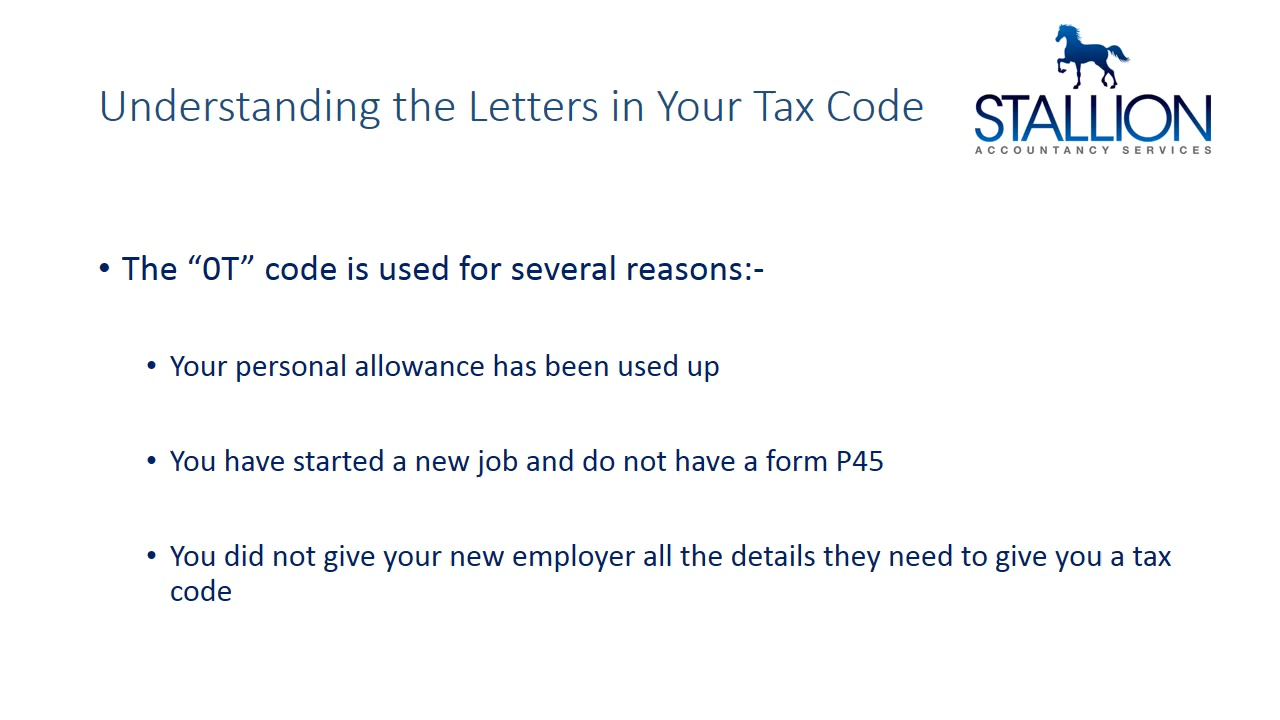 Understanding the Letters in Your Tax Code
STALLION
ACCOUNTANCY SERVICES
• The “0T” code is used for several reasons:-
• Your personal allowance has been used up
• You have started a new job and do not have a form P45
• You did not give your new employer all the details they need to give you a tax
code